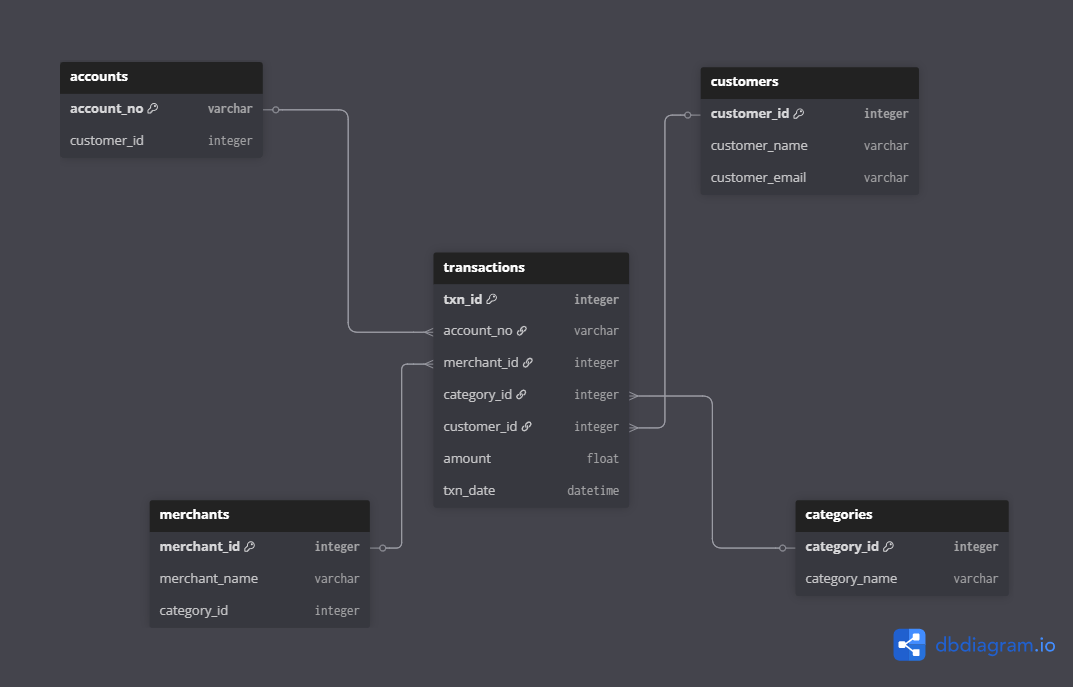 accounts
account_no varchar
customer_id integer
customers
customer_id integer
customer_name varchar
customer_email varchar
transactions
txn_id integer
account_no varchar
merchant_id integer
category_id integer
customer_id integer
amount float
txn_date datetime
merchants
merchant_id integer
merchant_name varchar
category_id integer
categories
category_id integer
category_name varchar
dbdiagram.io